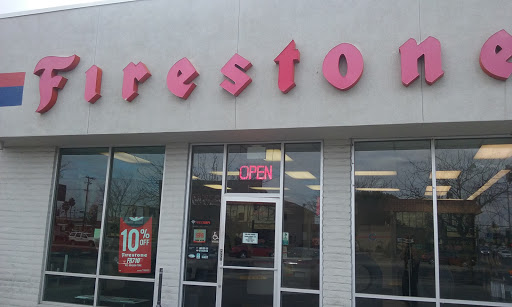 Firestone
OPEN
10%
OFF
Firestone